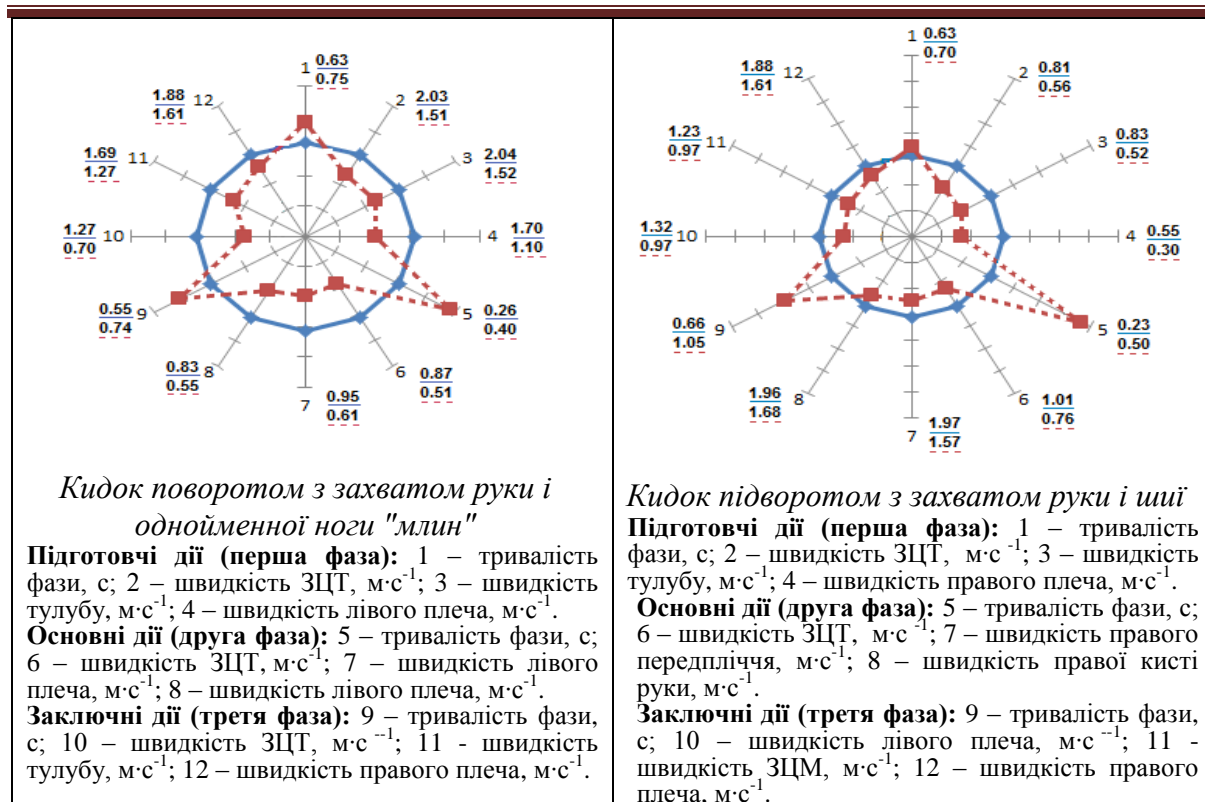 1 0.63
0.75
2 2.03
1.51
3 2.04
1.52
4 1.70
1.10
5 0.26
0.40
6 0.87
0.51
7 0.95
0.61
0.83 8
0.55
0.55 9
0.74
1.27 10
0.70
1.69 11
1.27
1.88 12
1.61
Кидок поворотом з захватом руки і
однойменної ноги "млин"
Підготовчі дії (перша фаза): 1 – тривалість
фази, с; 2 – швидкість ЗЦТ, м·с-1; 3 – швидкість
тулубу, м·с-1; 4 – швидкість лівого плеча, м·с-1.
Основні дії (друга фаза): 5 – тривалість фази, с;
6 – швидкість ЗЦТ, м·с-1; 7 – швидкість лівого
плеча, м·с-1; 8 – швидкість лівого плеча, м·с-1.
Заключні дії (третя фаза): 9 – тривалість фази,
с; 10 – швидкість ЗЦТ, м·с --1; 11 - швидкість
тулубу, м·с-1; 12 – швидкість правого плеча, м·с-1.
1 0.63
0.70
2 0.81
0.56
3 0.83
0.52
4 0.55
0.30
5 0.23
0.50
6 1.01
0.76
7 1.97
1.57
1.96 8
1.68
0.66 9
1.05
1.32 10
0.97
1.23 11
0.97
1.88 12
1.61
Кидок підворотом з захватом руки і шиї
Підготовчі дії (перша фаза): 1 – тривалість
фази, с; 2 – швидкість ЗЦТ, м·с -1; 3 – швидкість
тулубу, м·с-1; 4 – швидкість правого плеча, м·с-1.
Основні дії (друга фаза): 5 – тривалість фази, с;
6 – швидкість ЗЦТ, м·с -1; 7 – швидкість правого
передпліччя, м·с-1; 8 – швидкість правої кисті
руки, м·с-1.
Заключні дії (третя фаза): 9 – тривалість фази,
с; 10 – швидкість лівого плеча, м·с --1; 11 -
швидкість ЗЦМ, м·с-1; 12 – швидкість правого
плеча, м·с-1.